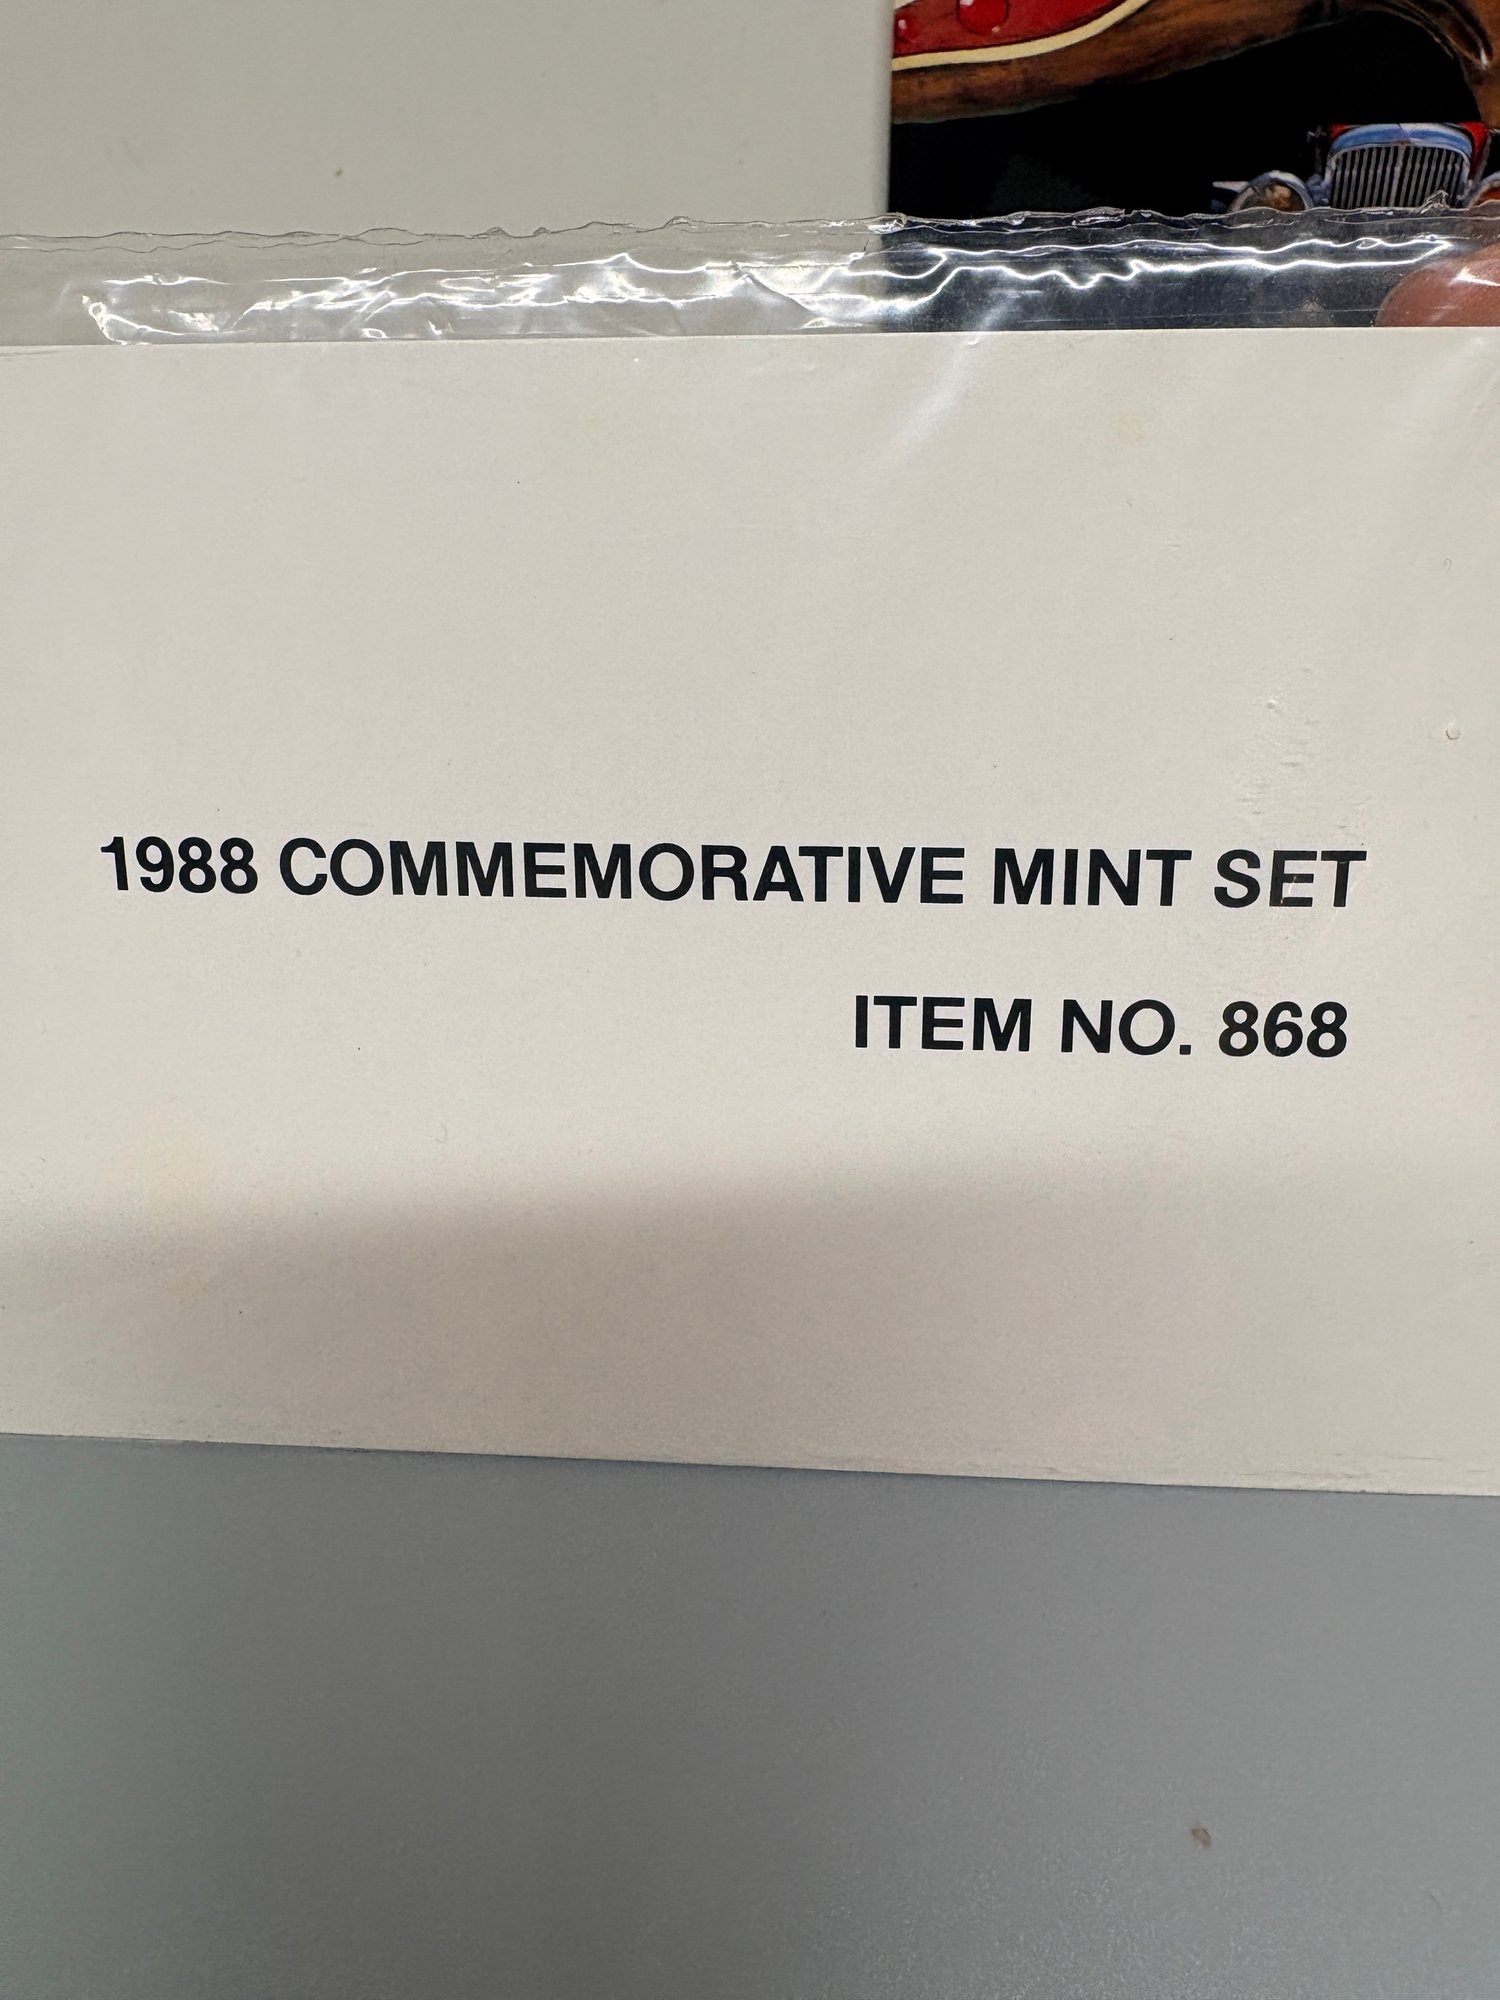 1988 COMMEMORATIVE MINT SET
ITEM NO. 868